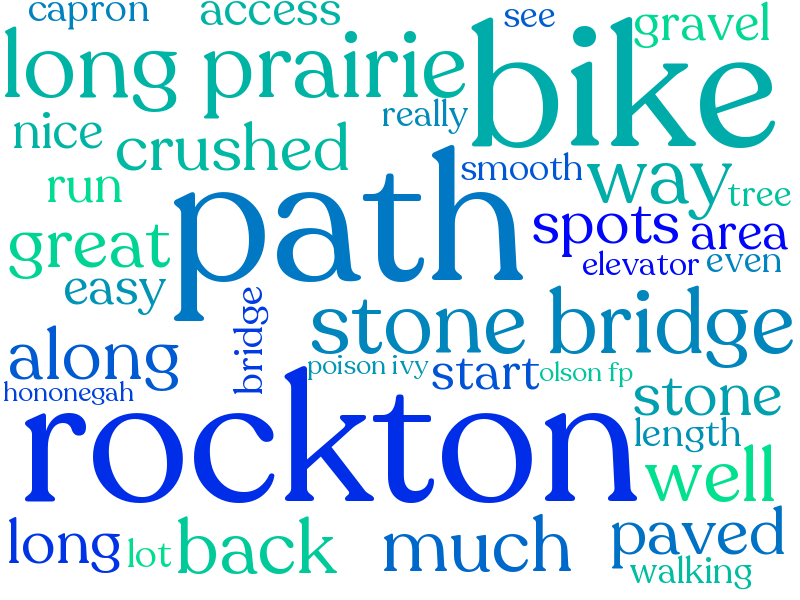 capron access see gravel
long prairie bike
nice crushed really
run path smooth way tree
great spots area
easy elevator even
bridge stone bridge
along poison ivy start olson fp
hononegah stone
rockton length
well
long lot back much paved
walking